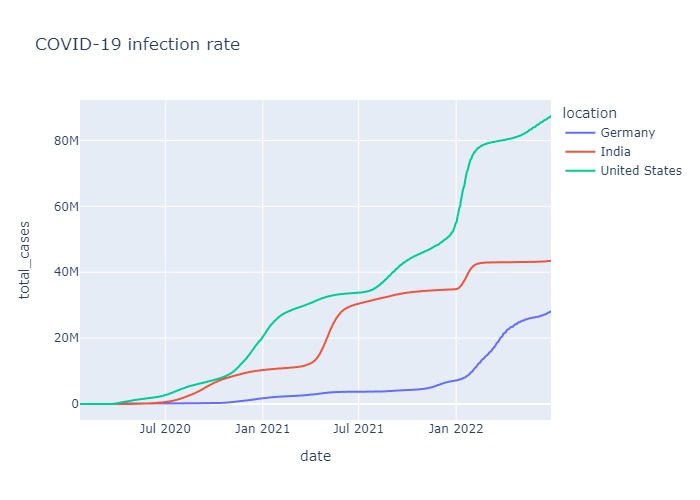 COVID-19 infection rate
location
Germany
India
United States
80M
60M
40M
20M
0
total_cases
Jul 2020
Jan 2021
Jul 2021
Jan 2022
date